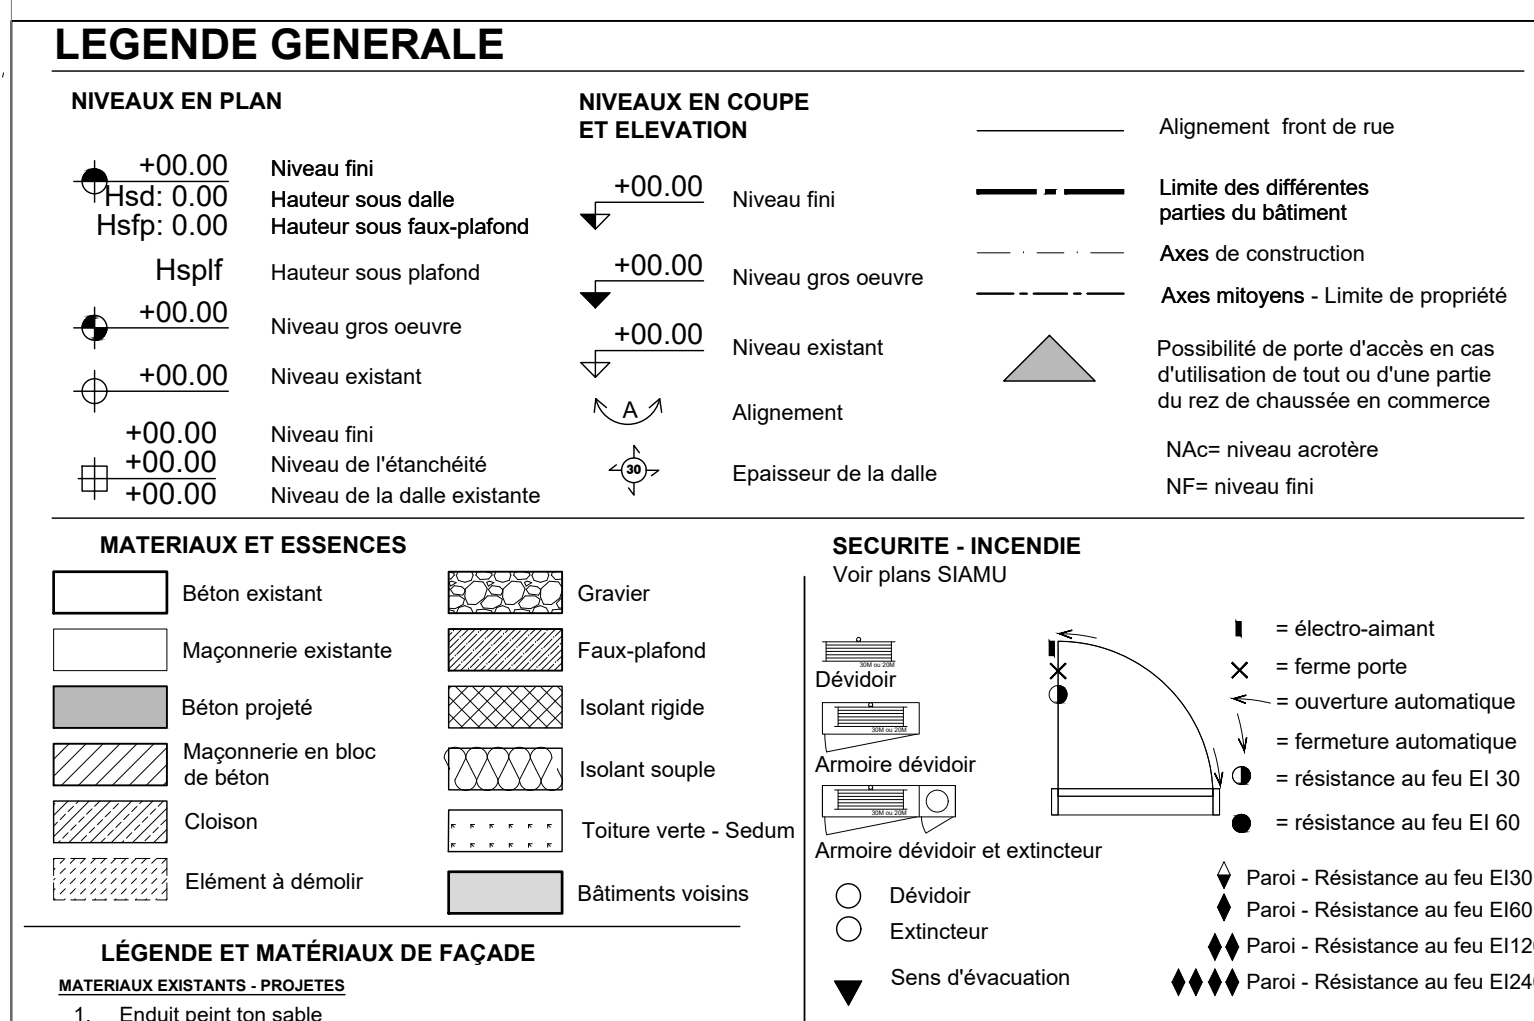 LEGENDE GENERALE
NIVEAUX EN PLAN
+00.00 Niveau fini
Hsd: 0.00 Hauteur sous dalle
Hsfp: 0.00 Hauteur sous faux-plafond
Hsplf Hauteur sous plafond
+00.00 Niveau gros oeuvre
+00.00 Niveau existant
+00.00 Niveau fini
+00.00 Niveau de l'étanchéité
+00.00 Niveau de la dalle existante
NIVEAUX EN COUPE
ET ELEVATION
+00.00 Niveau fini
+00.00 Niveau gros oeuvre
+00.00 Niveau existant
A Alignement
30 Epaisseur de la dalle
Alignement front de rue
Limite des différentes
parties du bâtiment
Axes de construction
Axes mitoyens - Limite de propriété
Possibilité de porte d'accès en cas
d'utilisation de tout ou d'une partie
du rez de chaussée en commerce
NAc= niveau acrotère
NF= niveau fini
MATERIAUX ET ESSENCES
Béton existant
Maçonnerie existante
Béton projeté
Maçonnerie en bloc
de béton
Cloison
Elément à démolir
Gravier
Faux-plafond
Isolant rigide
Isolant souple
Toiture verte - Sedum
Bâtiments voisins
LÉGENDE ET MATÉRIAUX DE FAÇADE
MATERIAUX EXISTANTS - PROJETES
1. Enduit peint ton sable
SECURITE - INCENDIE
Voir plans SIAMU
30M ou 20M
Dévidoir
30M ou 20M
Armoire dévidoir
30M ou 20M
Armoire dévidoir et extincteur
Dévidoir
Extincteur
Sens d'évacuation
= électro-aimant
= ferme porte
= ouverture automatique
= fermeture automatique
= résistance au feu EI 30
= résistance au feu EI 60
Paroi - Résistance au feu EI30
Paroi - Résistance au feu EI60
Paroi - Résistance au feu EI120
Paroi - Résistance au feu EI240